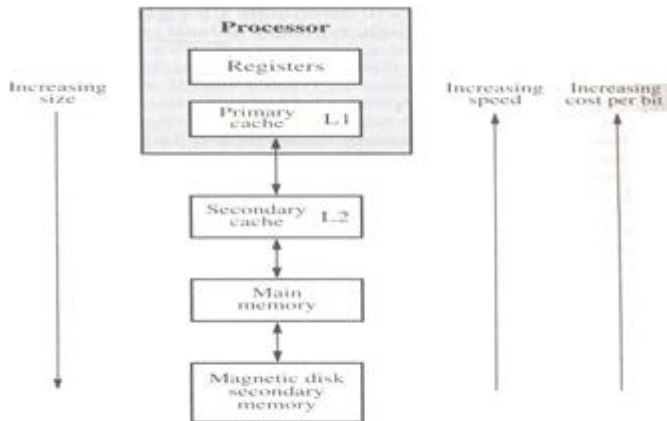 Processor
Registers
Increasing
size
Increasing
speed
Increasing
cost per bit
Primary
cache L1
Secondary
cache L2
Main
memory
Magnetic disk
secondary
memory